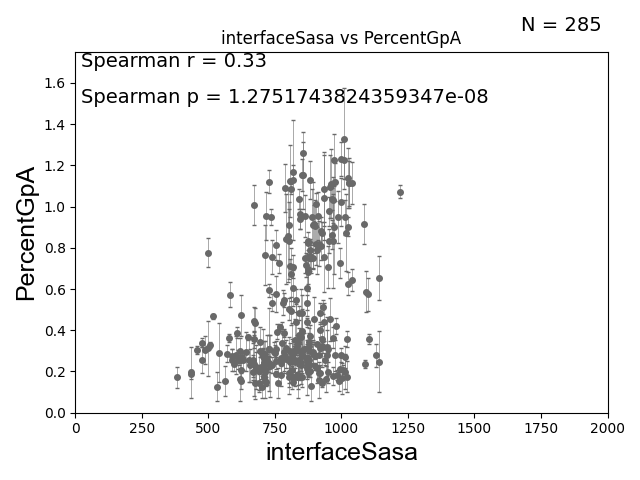 N = 285
interfaceSasa vs PercentGpA
Spearman r = 0.33
Spearman p = 1.2751743824359347e-08
PercentGpA
1.6
1.4
1.2
1.0
0.8
0.6
0.4
0.2
0.0
0 250 500 750 1000 1250 1500 1750 2000
interfaceSasa